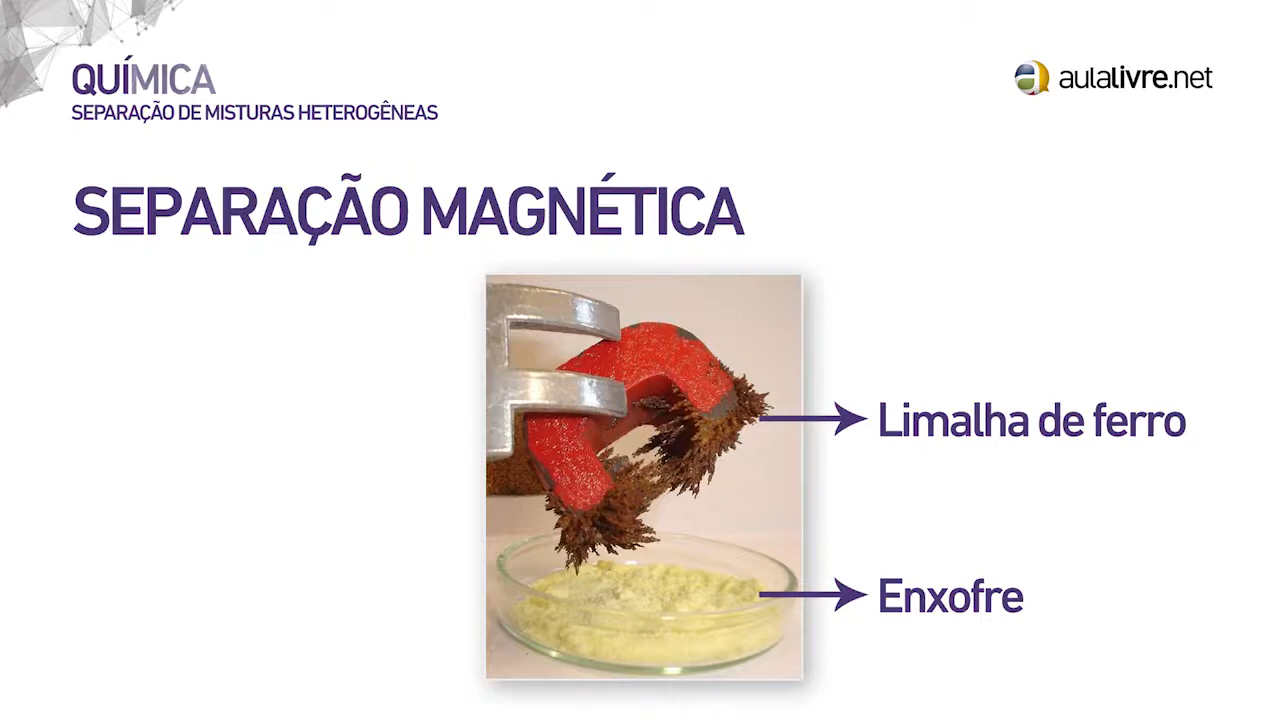 QUÍMICA
SEPARAÇÃO DE MISTURAS HETEROGÊNEAS
aulalivre.net
SEPARAÇÃO MAGNÉTICA
Limalha de ferro
Enxofre